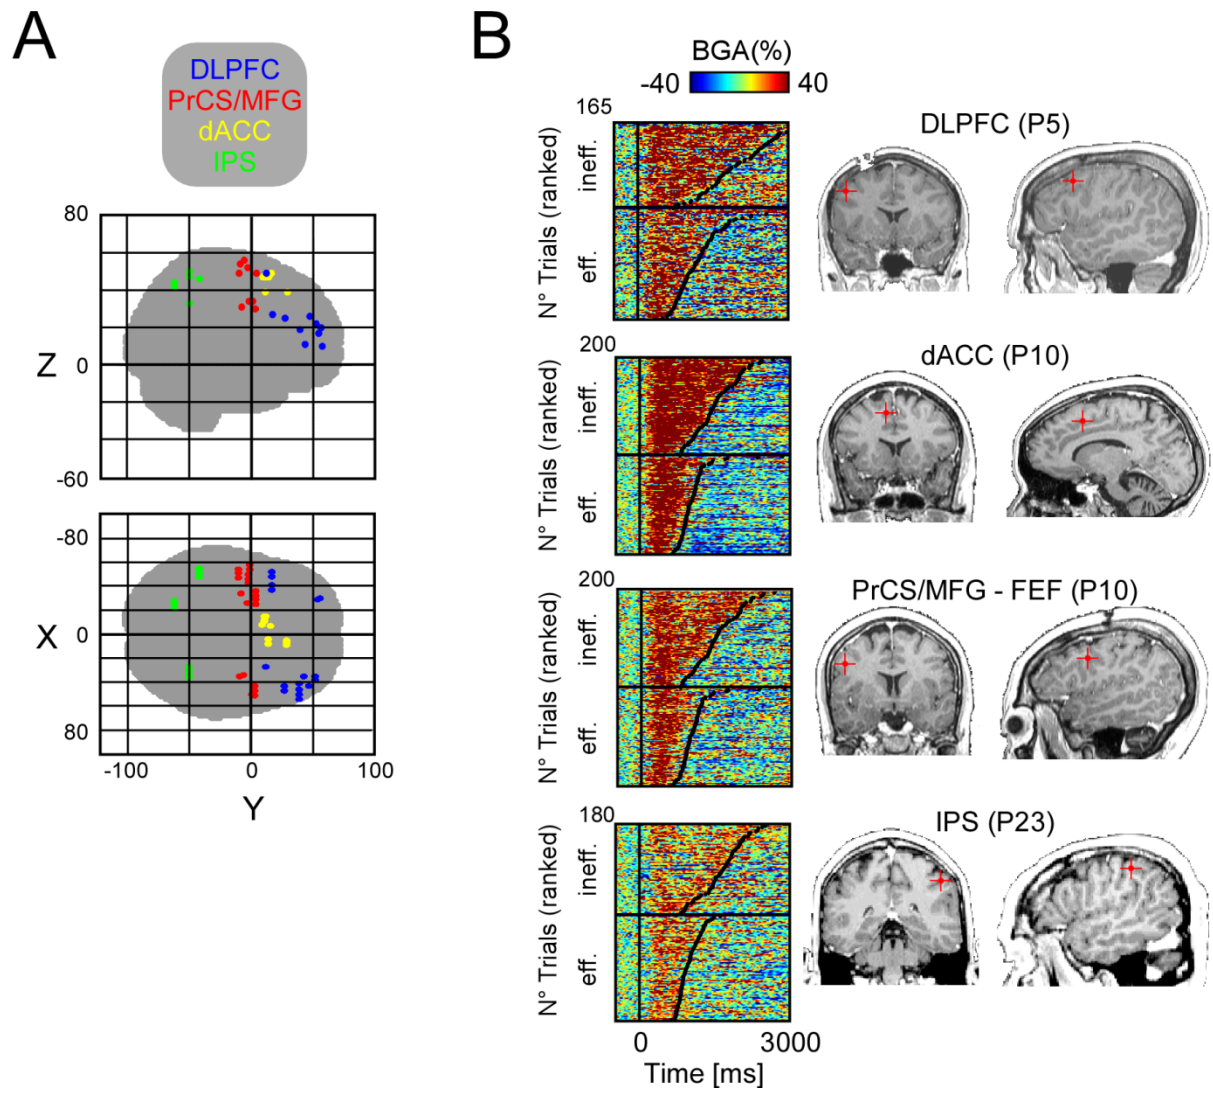 A
DLPFC
PrCS/MFG
dACC
IPS
80
Z 0
-60
-80
X 0
80
-100 0 100
Y
B
BGA(%)
-40 40
165
N° Trials (ranked)
ineff.
eff.
DLPFC (P5)
200
N° Trials (ranked)
ineff.
eff.
dACC (P10)
200
N° Trials (ranked)
ineff.
eff.
PrCS/MFG - FEF (P10)
180
N° Trials (ranked)
ineff.
eff.
IPS (P23)
0 3000
Time [ms]